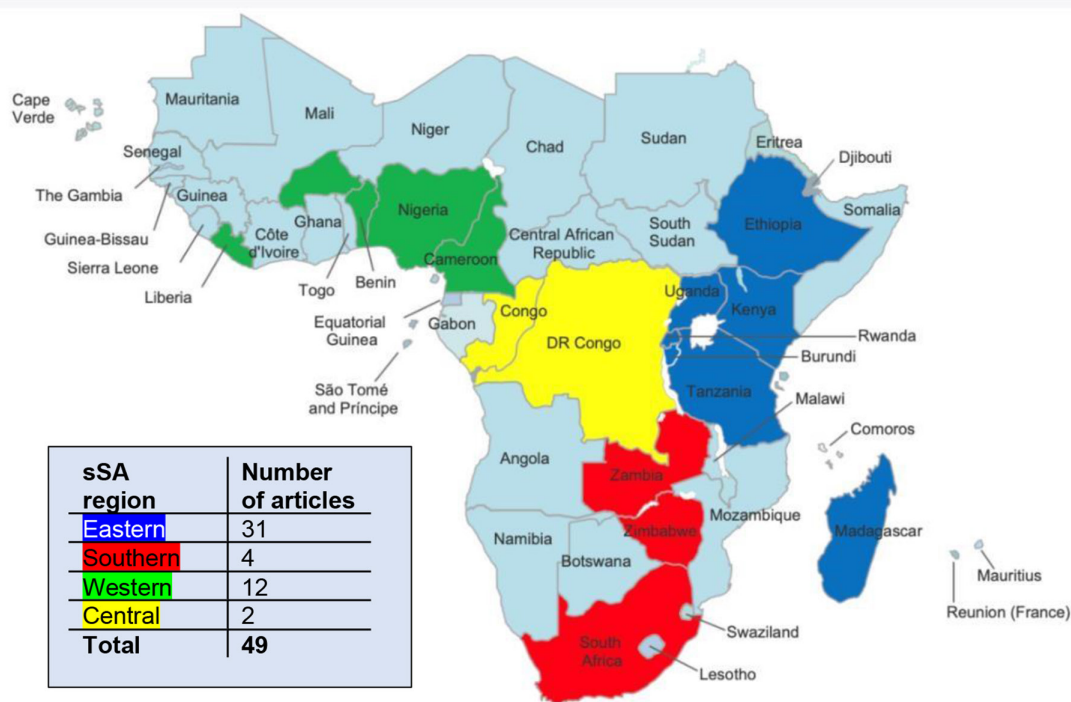 Cape
Verde
Mauritania
Mali
Niger
Chad
Sudan
Eritrea
Djibouti
Senegal
The Gambia
Guinea
Guinea-Bissau
Sierra Leone
Liberia
Côte
d'Ivoire
Ghana
Togo
Benin
Nigeria
Cameroon
Central African
Republic
South
Sudan
Ethiopia
Somalia
Equatorial
Guinea
Gabon
Congo
DR Congo
Uganda
Kenya
Rwanda
Burundi
Tanzania
Malawi
São Tomé
and Príncipe
Comoros
Angola
Zambia
Mozambique
Zimbabwe
Madagascar
Namibia
Botswana
Mauritius
Reunion (France)
Swaziland
South
Africa
Lesotho
sSA
region
Number
of articles
Eastern 31
Southern 4
Western 12
Central 2
Total 49